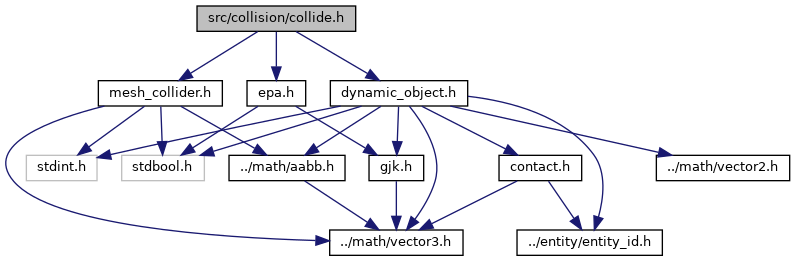 src/collision/collide.h
mesh_collider.h
epa.h
dynamic_object.h
stdint.h
stdbool.h
../math/aabb.h
gjk.h
contact.h
../math/vector2.h
../math/vector3.h
../entity/entity_id.h